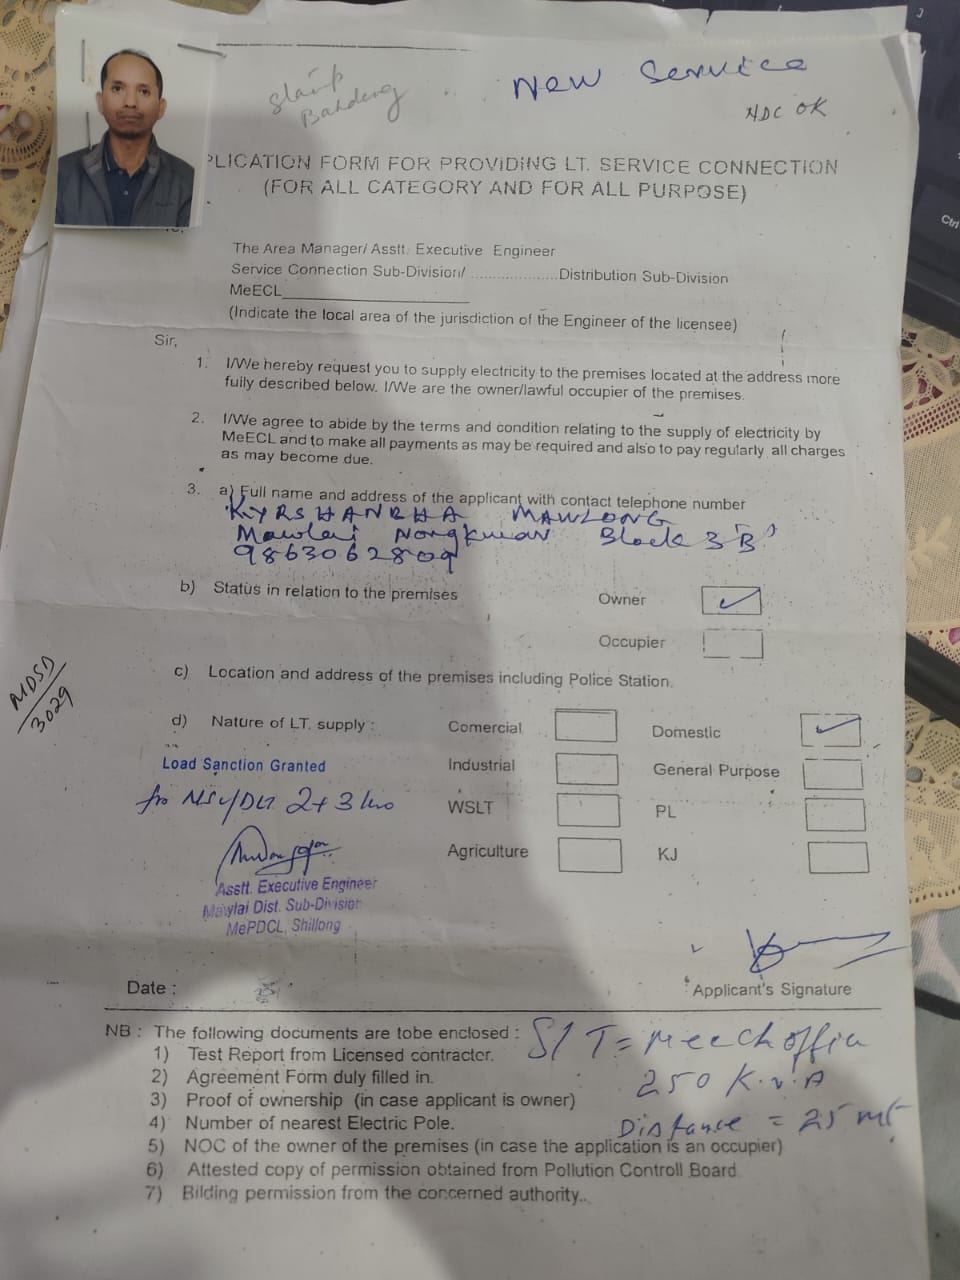 New Service
NDC OK
PLICATION FORM FOR PROVIDING LT. SERVICE CONNECTION
(FOR ALL CATEGORY AND FOR ALL PURPOSE)
The Area Manager/ Asstt. Executive Engineer
Service Connection Sub-Division/ ...................Distribution Sub-Division
MeECL
(Indicate the local area of the jurisdiction of the Engineer of the licensee)
Sir,
1. I/We hereby request you to supply electricity to the premises located at the address more
fully described below. I/We are the owner/lawful occupier of the premises.
2. I/We agree to abide by the terms and condition relating to the supply of electricity by
MeECL and to make all payments as may be required and also to pay regularly all charges
as may become due.
3. a) Full name and address of the applicant with contact telephone number
MAWLONG
Mawlai Block 3 'B'
9863062809
b) Status in relation to the premises Owner
Occupier
c) Location and address of the premises including Police Station.
MDSD
3029
d) Nature of LT. supply : Comercial Domestic
Load Sanction Granted Industrial General Purpose
2+3 WSLT PL
Agriculture KJ
Asstt. Executive Engineer
Mawlai Dist. Sub-Division
MePDCL, Shillong
Date : Applicant's Signature
NB : The following documents are tobe enclosed :
S/T =
1) Test Report from Licensed contractor.
2) Agreement Form duly filled in. 250 K.V.A
3) Proof of ownership (in case applicant is owner)
4) Number of nearest Electric Pole. Distance = 25 mt
5) NOC of the owner of the premises (in case the application is an occupier)
6) Attested copy of permission obtained from Pollution Controll Board.
7) Bilding permission from the concerned authority..